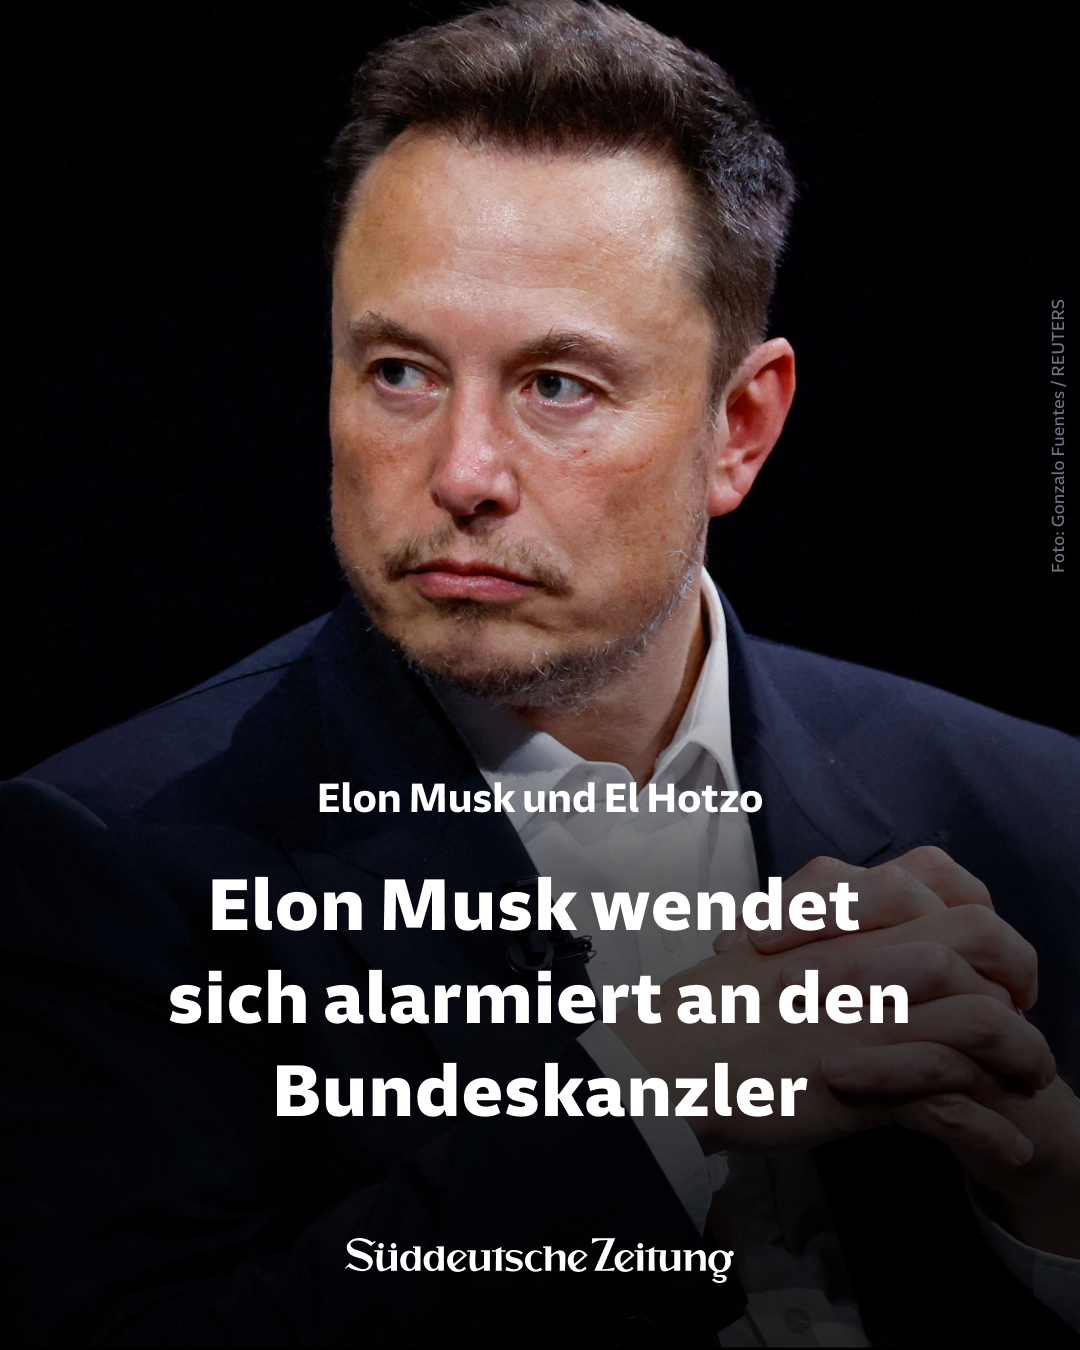 Foto: Gonzalo Fuentes / REUTERS
Elon Musk und El Hotzo
Elon Musk wendet
sich alarmiert an den
Bundeskanzler
Süddeutsche Zeitung